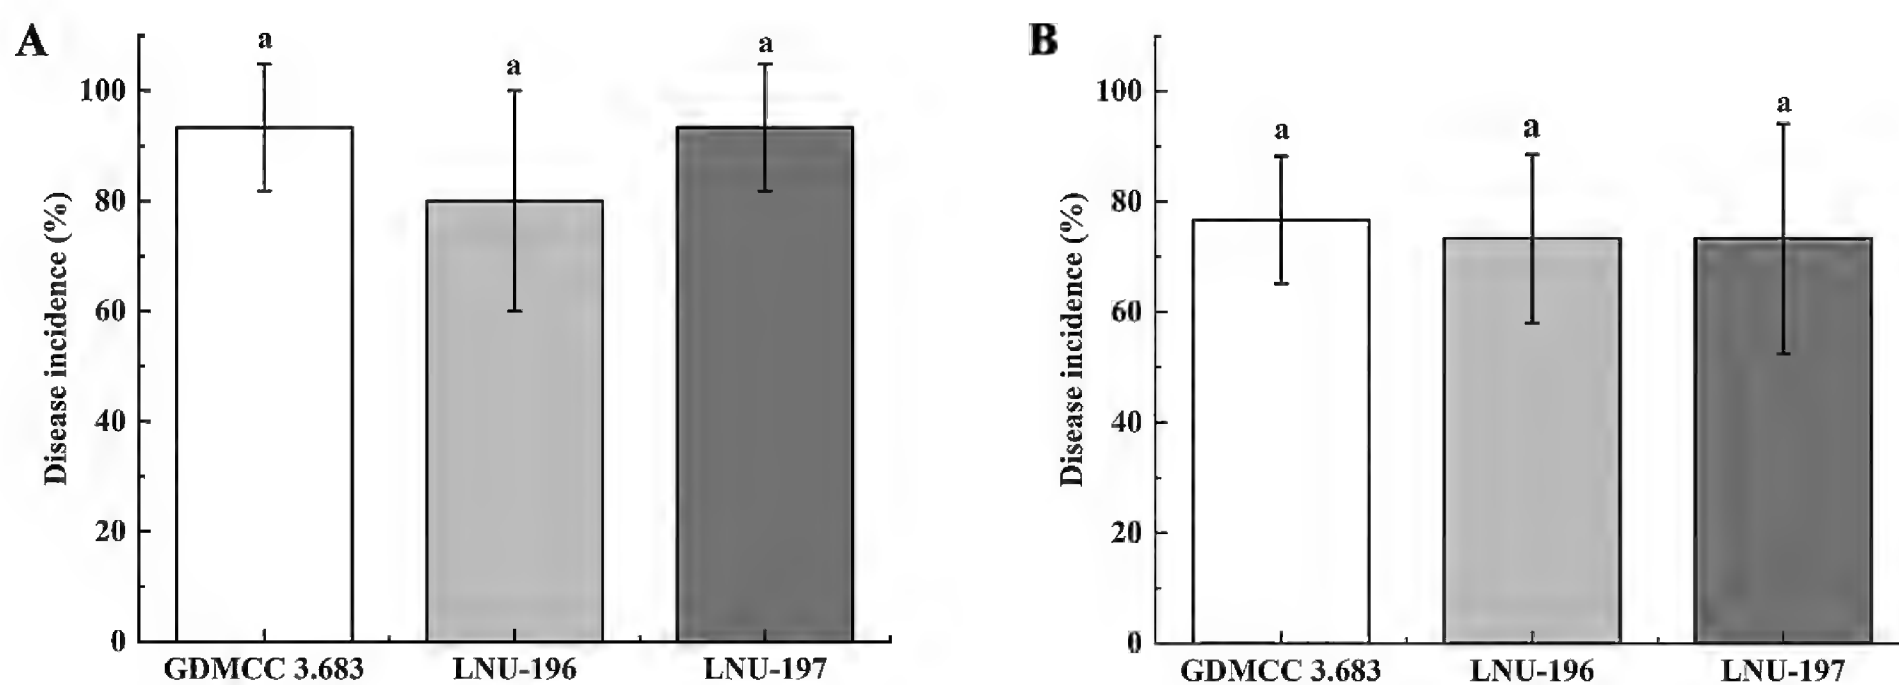 A
Disease incidence (%)
100
80
60
40
20
0
a
a
a
GDMCC 3.683
LNU-196
LNU-197
B
Disease incidence (%)
100
80
60
40
20
0
a
a
a
GDMCC 3.683
LNU-196
LNU-197